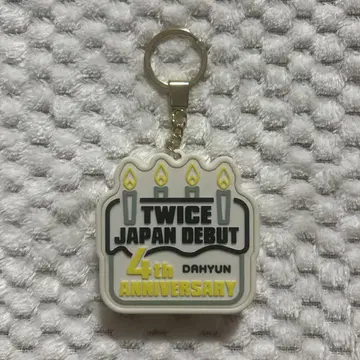 TWICE
JAPAN DEBUT
4th DAHYUN
ANNIVERSARY